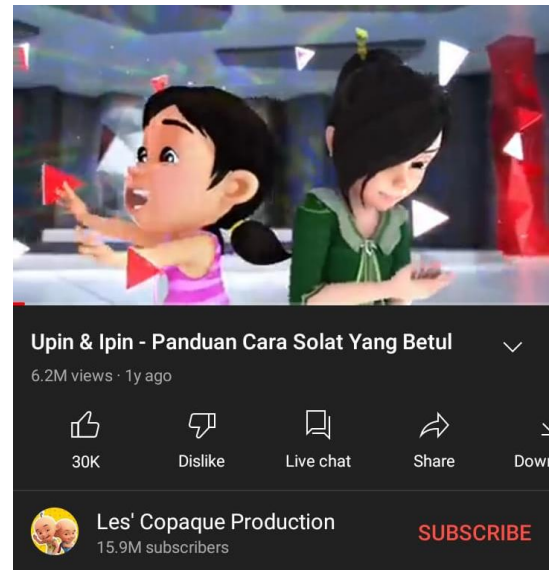 Upin & Ipin - Panduan Cara Solat Yang Betul
6.2M views · 1y ago
30K
Dislike
Live chat
Share
Down
Les' Copaque Production
15.9M subscribers
SUBSCRIBE